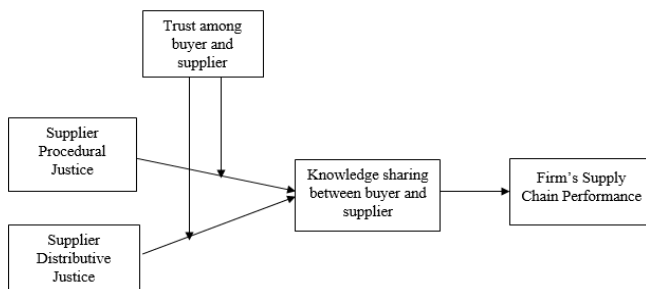 Trust among
buyer and
supplier
Supplier
Procedural
Justice
Knowledge sharing
between buyer and
supplier
Firm's Supply
Chain Performance
Supplier
Distributive
Justice